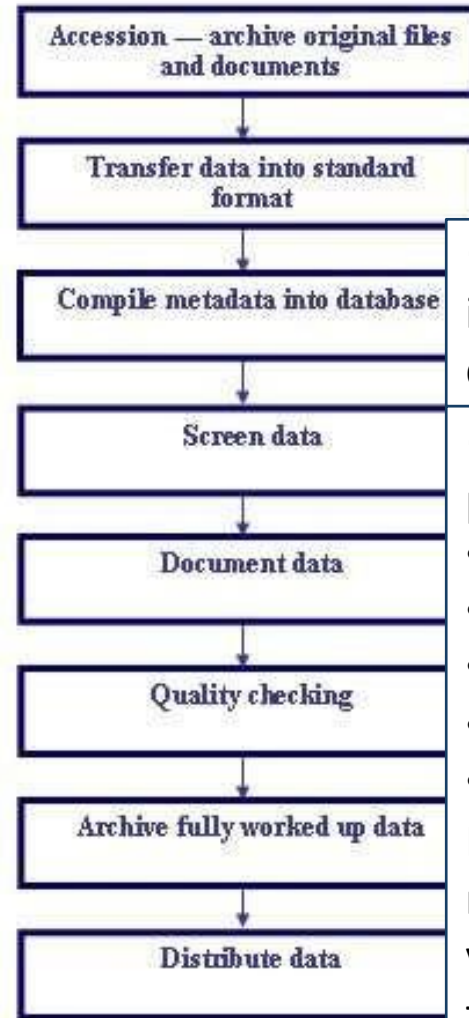 Accession — archive original files
and documents
Transfer data into standard
format
Compile metadata into database
Screen data
Document data
Quality checking
Archive fully worked up data
Distribute data